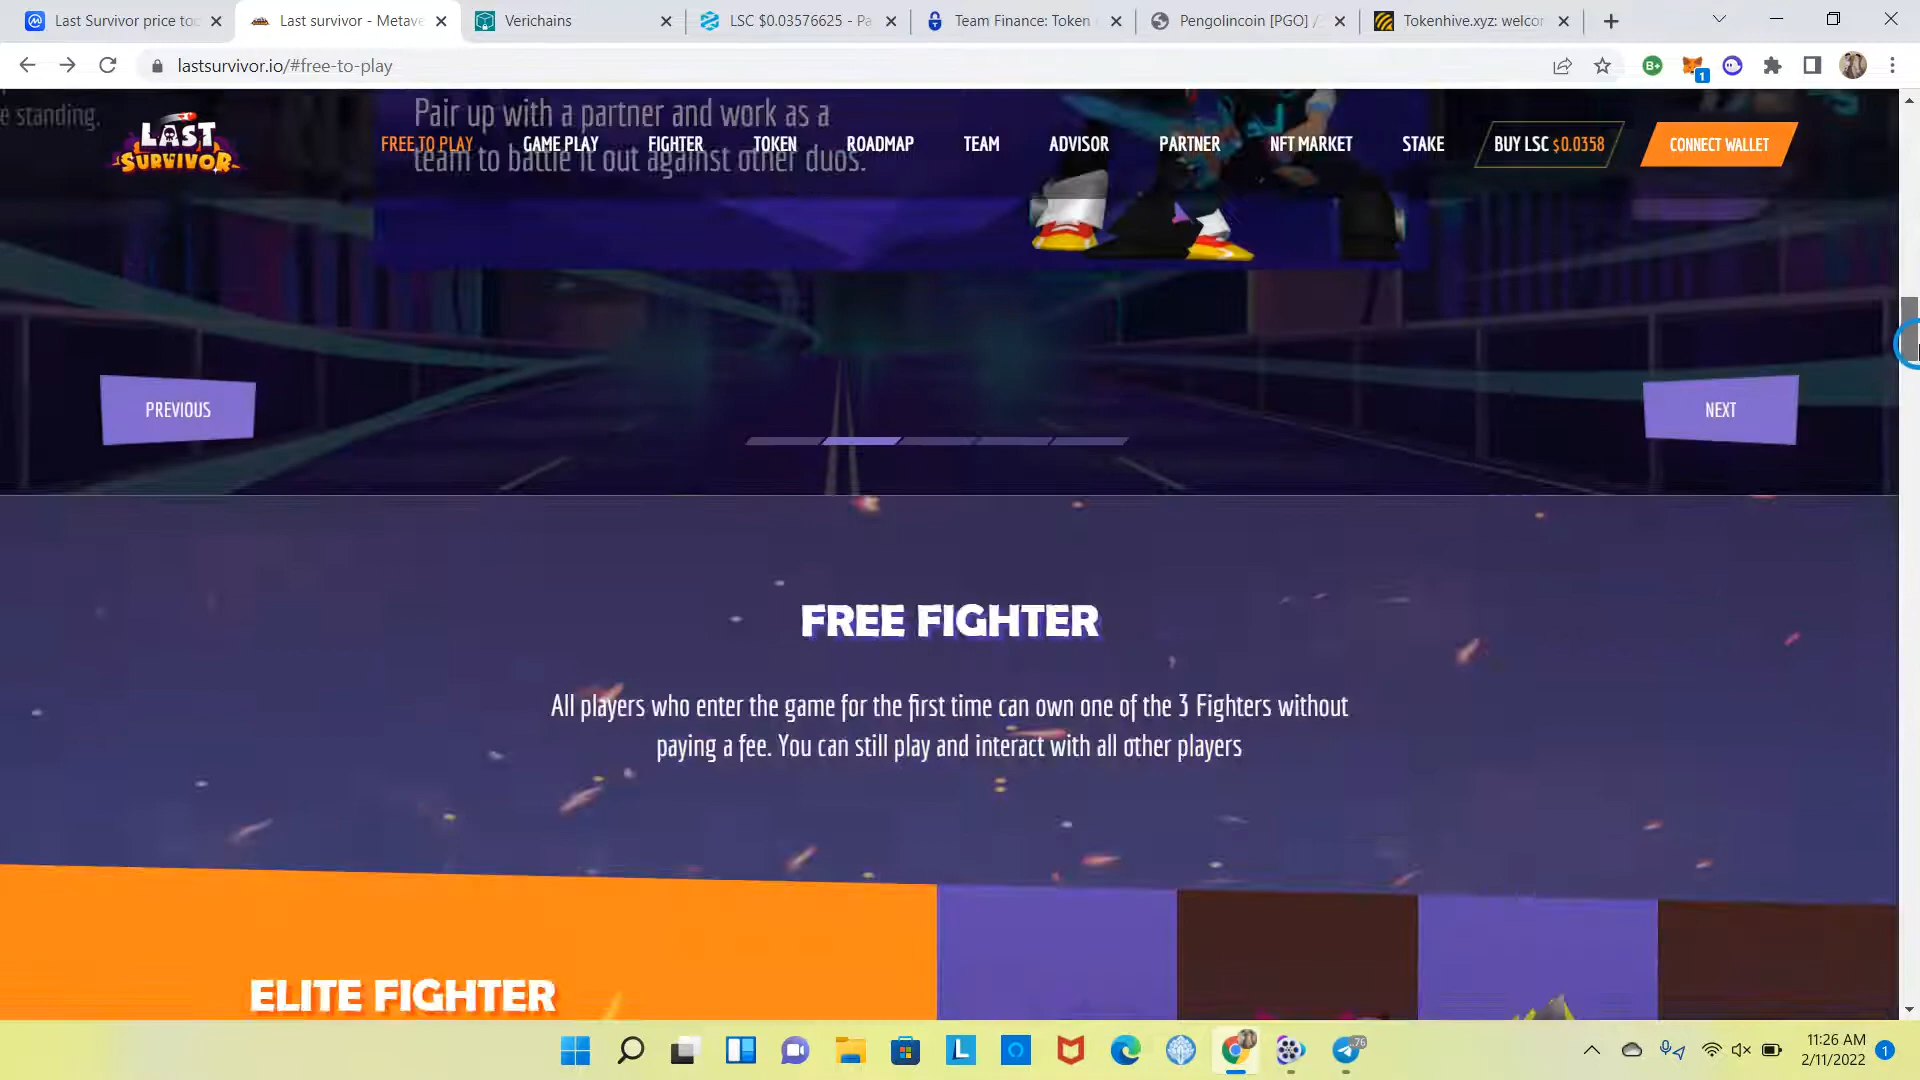 Last Survivor price too
Last survivor - Metave
Verichains
LSC $0.03576625 - Pa
Team Finance: Token
Pengolincoin [PGO] /
Tokenhive.xyz: welcom
lastsurvivor.io/#free-to-play
B+
1
e standing.
Pair up with a partner and work as a
team to battle it out against other duos.
LAST
SURVIVOR
FREE TO PLAY
GAME PLAY
FIGHTER
TOKEN
ROADMAP
TEAM
ADVISOR
PARTNER
NFT MARKET
STAKE
BUY LSC $0.0358
CONNECT WALLET
PREVIOUS
NEXT
FREE FIGHTER
All players who enter the game for the first time can own one of the 3 Fighters without
paying a fee. You can still play and interact with all other players
ELITE FIGHTER
L
76
11:26 AM
2/11/2022
1